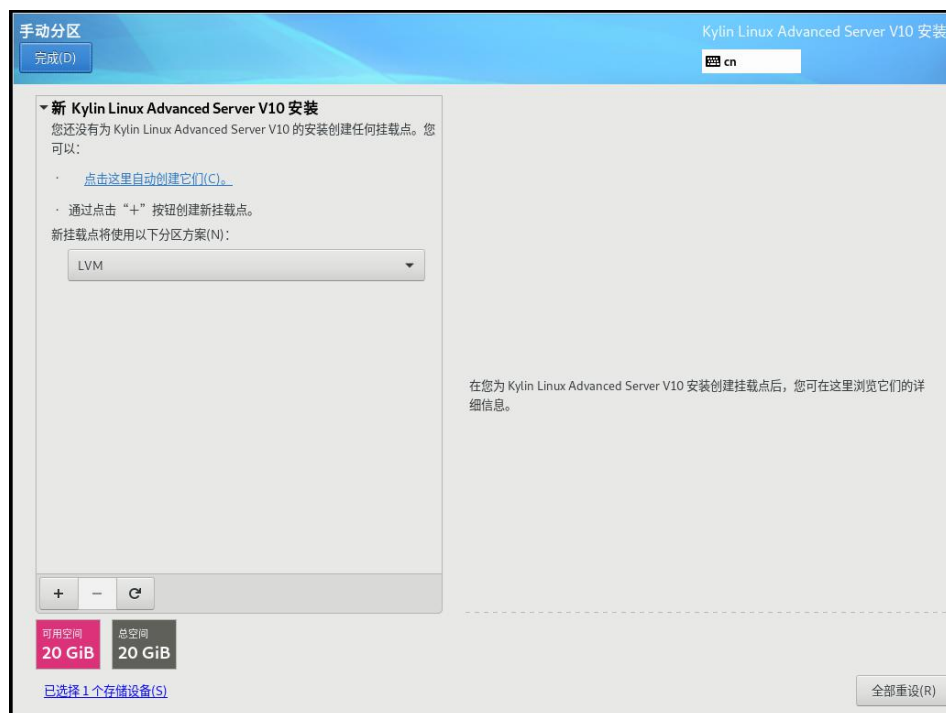 手动分区
完成(D)
Kylin Linux Advanced Server V10 安装
cn
新 Kylin Linux Advanced Server V10 安装
您还没有为 Kylin Linux Advanced Server V10 的安装创建任何挂载点。您
可以：
· 点击这里自动创建它们(C)。
· 通过点击“+”按钮创建新挂载点。
新挂载点将使用以下分区方案(N)：
LVM
在您为 Kylin Linux Advanced Server V10 安装创建挂载点后，您可在这里浏览它们的详
细信息。
+ −
可用空间
20 GiB
总空间
20 GiB
已选择 1 个存储设备(S)
全部重设(R)